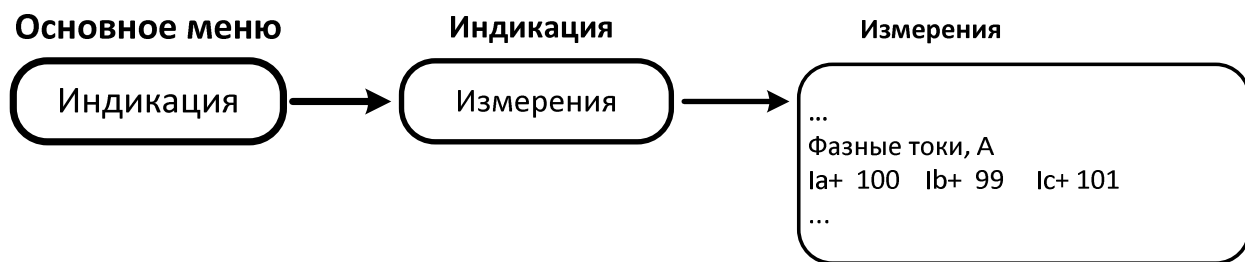 Основное меню
Индикация
Измерения
Индикация
Измерения
...
Фазные токи, А
Ia+ 100 Ib+ 99 Ic+ 101
...